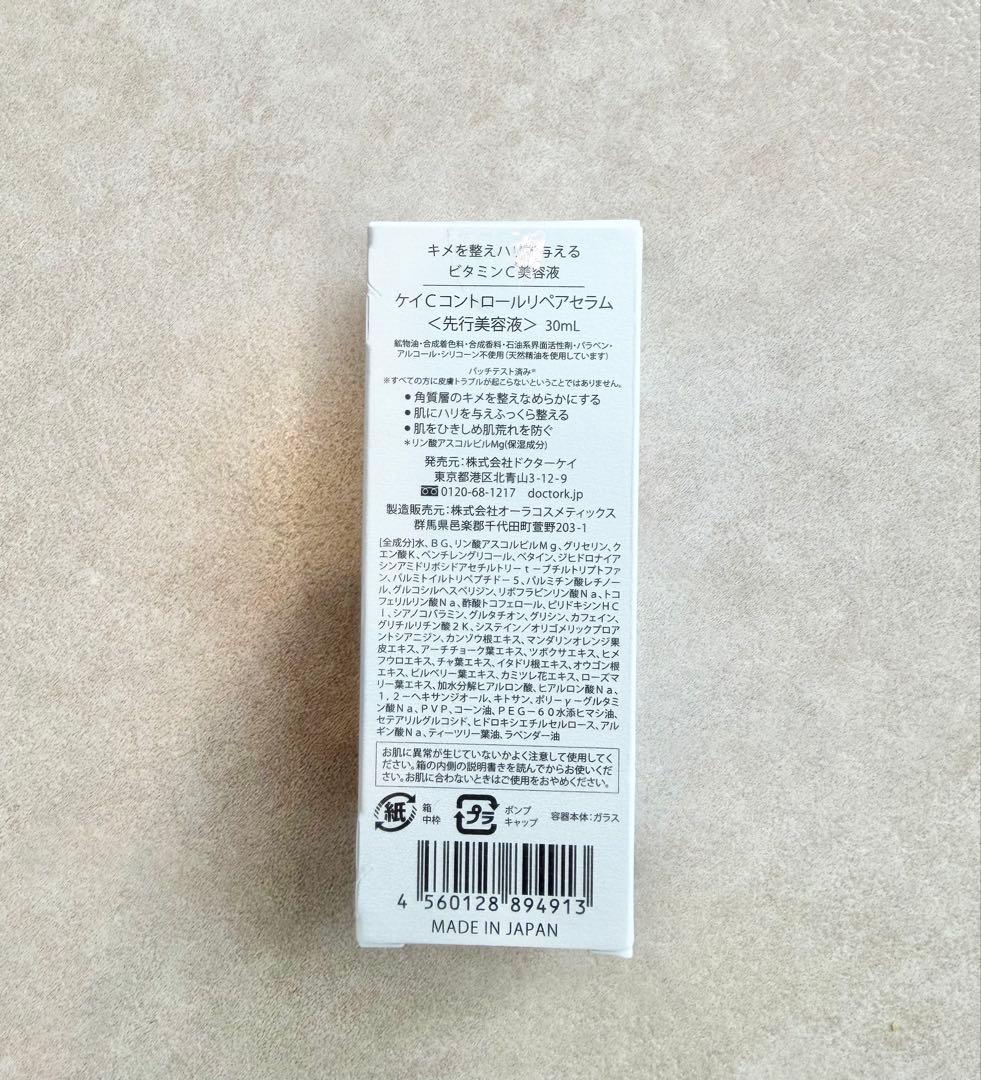 キメを整えハリを与える
ビタミンC美容液
ケイCコントロールリペアセラム
＜先行美容液＞ 30mL
鉱物油・合成着色料・合成香料・石油系界面活性剤・パラベン・
アルコール・シリコーン不使用(天然精油を使用しています)
パッチテスト済み※
※すべての方に皮膚トラブルが起こらないということではありません。
●角質層のキメを整えなめらかにする
●肌にハリを与えふっくら整える
●肌をひきしめ肌荒れを防ぐ
＊リン酸アスコルビルMg(保湿成分)
発売元：株式会社ドクターケイ
東京都港区北青山3-12-9
0120-68-1217 doctork.jp
製造販売元：株式会社オーラコスメティックス
群馬県邑楽郡千代田町萱野203-1
[全成分]水、BG、リン酸アスコルビルMg、グリセリン、ク
エン酸K、ペンチレングリコール、ベタイン、ジヒドロナイア
シンアミドリボシドアセチルトリーt－ブチルトリプトファ
ン、パルミトイルトリペプチド－5、パルミチン酸レチノー
ル、グルコシルヘスペリジン、リボフラビンリン酸Na、トコ
フェリルリン酸Na、酢酸トコフェロール、ピリドキシンHC
l、シアノコバラミン、グルタチオン、グリシン、カフェイン、
グリチルリチン酸2K、システイン／オリゴメリックプロア
ントシアニジン、カンゾウ根エキス、マンダリンオレンジ果
皮エキス、アーチチョーク葉エキス、ツボクサエキス、ヒメ
フウロエキス、チャ葉エキス、イタドリ根エキス、オウゴン根
エキス、ビルベリー葉エキス、カミツレ花エキス、ローズマ
リー葉エキス、加水分解ヒアルロン酸、ヒアルロン酸Na、
1,2－ヘキサンジオール、キトサン、ポリーγ－グルタミ
ン酸Na、PVP、コーン油、PEG－60水添ヒマシ油、
セテアリルグルコシド、ヒドロキシエチルセルロース、アル
ギン酸Na、ティーツリー葉油、ラベンダー油
お肌に異常が生じていないかよく注意して使用してく
ださい。箱の内側の説明書きを読んでからお使いくだ
さい。お肌に合わないときはご使用をおやめください。
紙 箱
中枠
プラ ポンプ
キャップ
容器本体：ガラス
4 560128 894913
MADE IN JAPAN